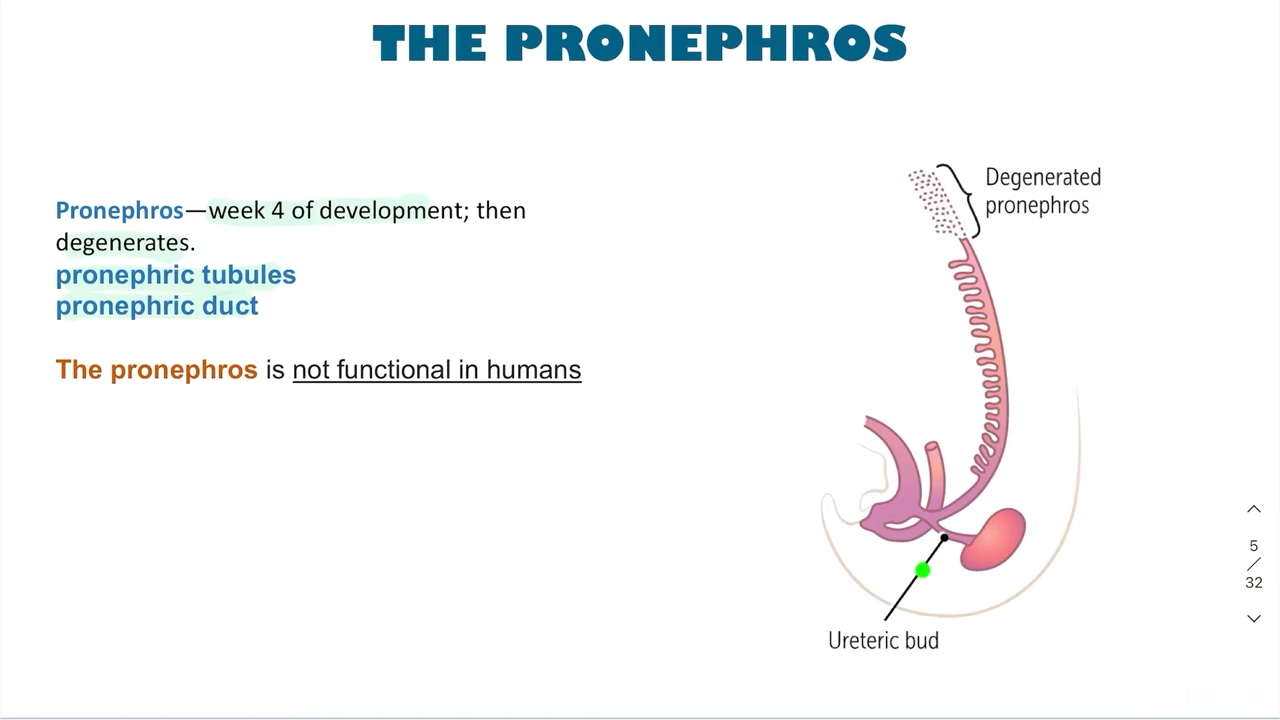 THE PRONEPHROS
Pronephros—week 4 of development; then
degenerates.
pronephric tubules
pronephric duct
The pronephros is not functional in humans
Degenerated
pronephros
Ureteric bud
5
/
32